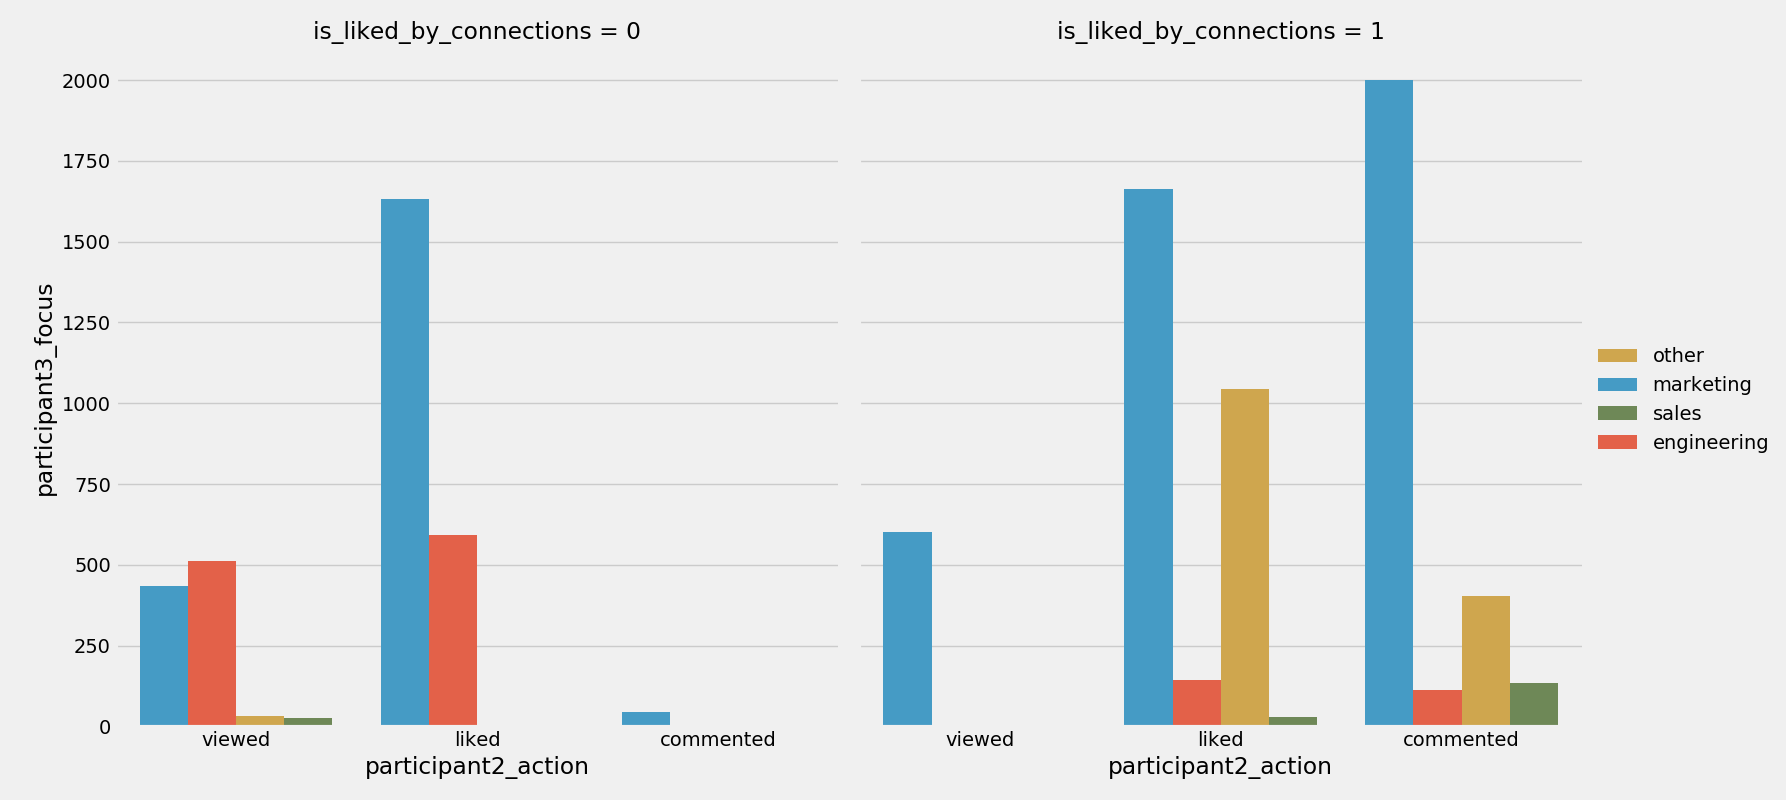 is_liked_by_connections = 0
is_liked_by_connections = 1
participant3_focus
2000
1750
1500
1250
1000
750
500
250
0
viewed
liked
commented
participant2_action
viewed
liked
commented
participant2_action
other
marketing
sales
engineering